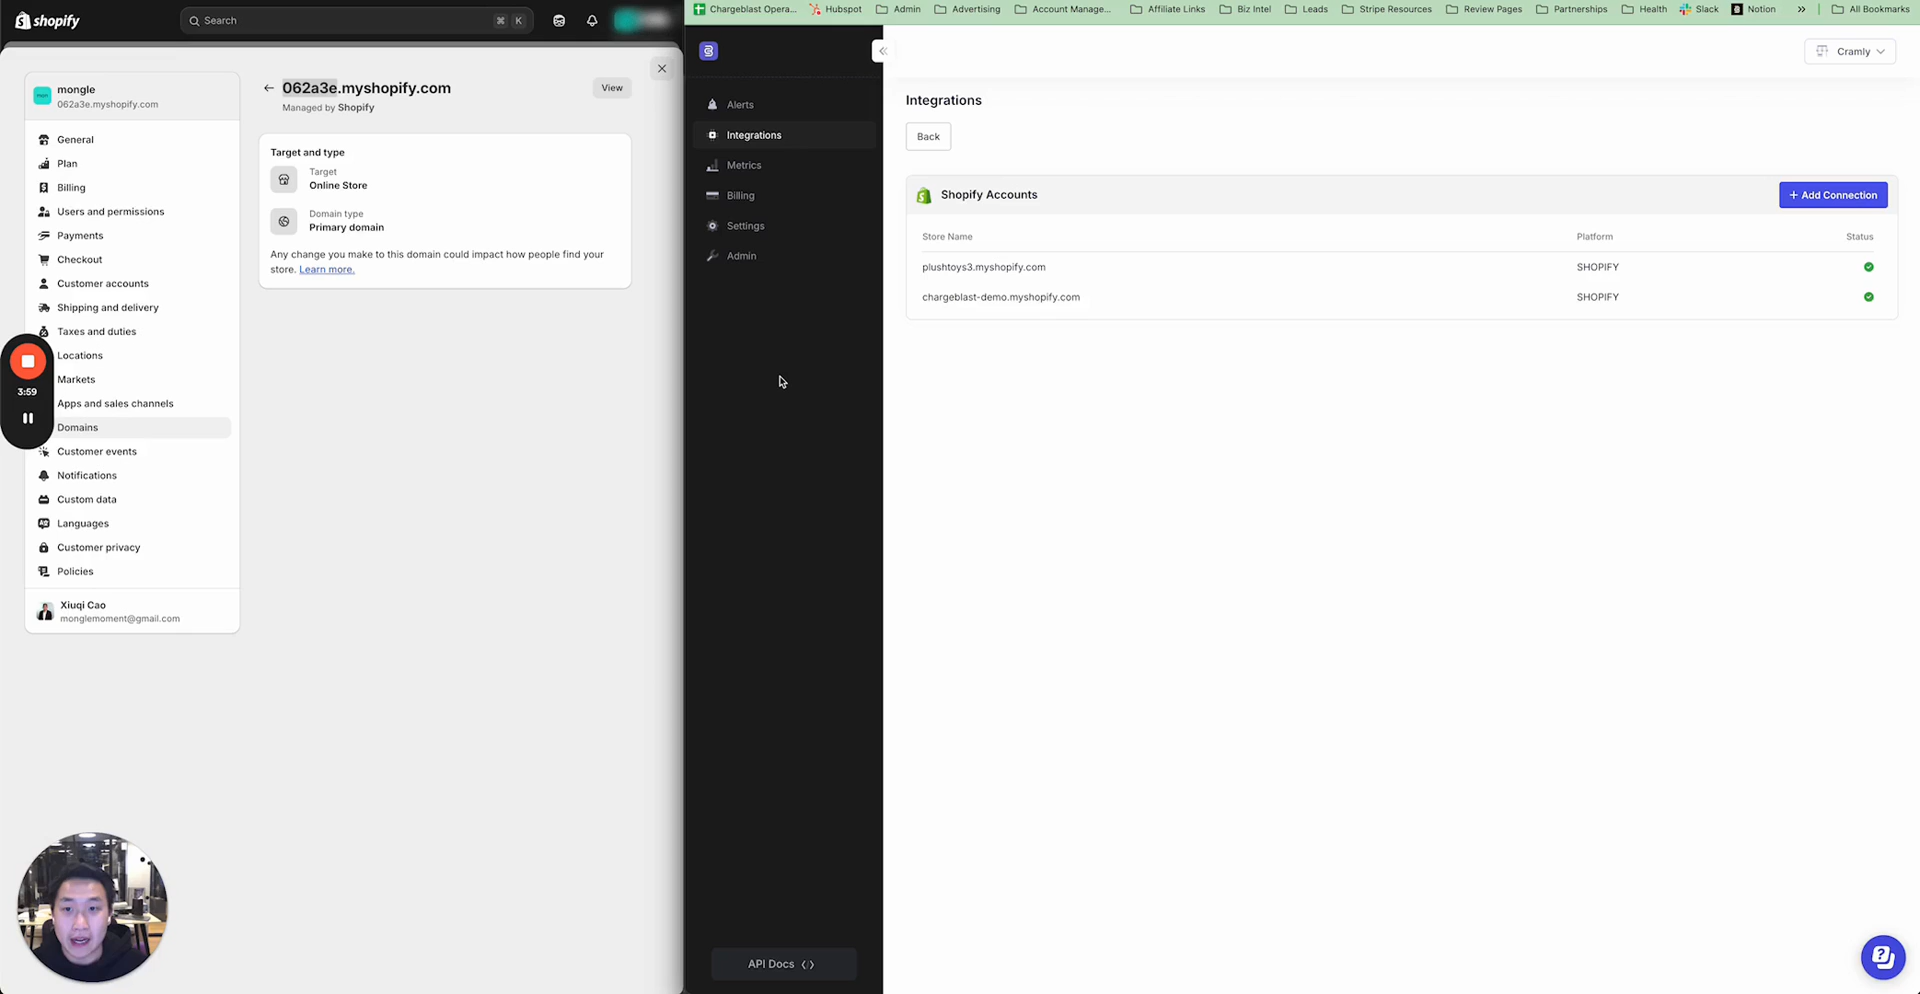 shopify
Search
⌘ K
mongle
062a3e.myshopify.com
General
Plan
Billing
Users and permissions
Payments
Checkout
Customer accounts
Shipping and delivery
Taxes and duties
Locations
Markets
Apps and sales channels
Domains
Customer events
Notifications
Custom data
Languages
Customer privacy
Policies
Xiuqi Cao
monglemoment@gmail.com
3:59
062a3e.myshopify.com
Managed by Shopify
View
Target and type
Target
Online Store
Domain type
Primary domain
Any change you make to this domain could impact how people find your
store. Learn more.
Chargeblast Opera... Hubspot Admin Advertising Account Manage... Affiliate Links Biz Intel Leads Stripe Resources Review Pages Partnerships Health Slack Notion » All Bookmarks
Alerts
Integrations
Metrics
Billing
Settings
Admin
API Docs
Cramly
Integrations
Back
Shopify Accounts
+ Add Connection
Store Name Platform Status
plushtoys3.myshopify.com SHOPIFY
chargeblast-demo.myshopify.com SHOPIFY